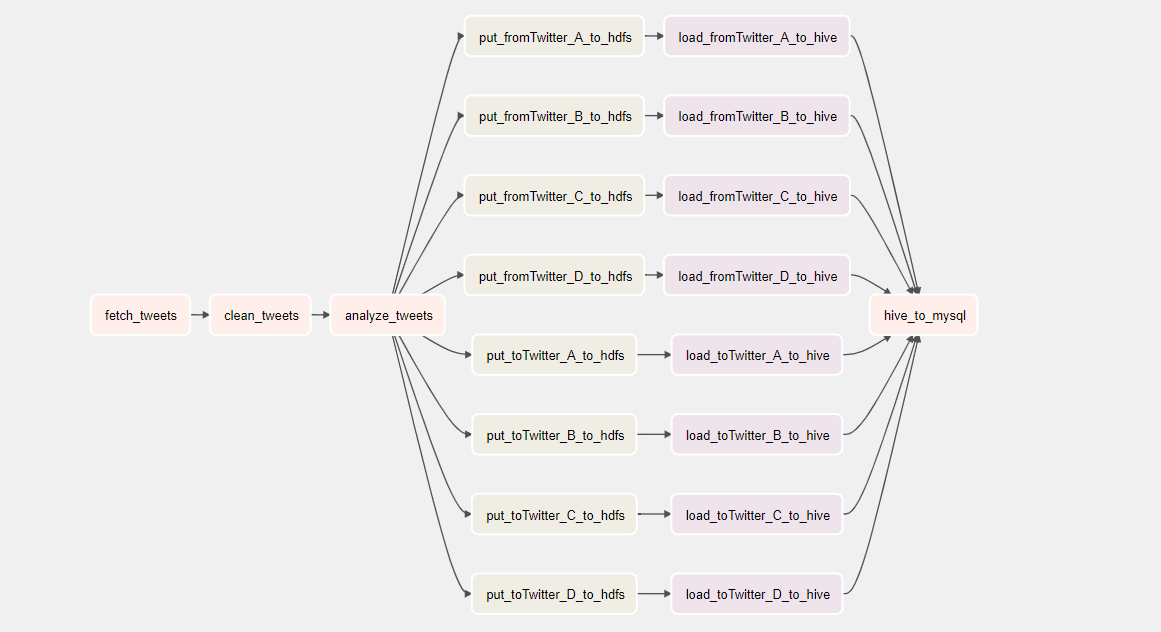 put_fromTwitter_A_to_hdfs load_fromTwitter_A_to_hive
put_fromTwitter_B_to_hdfs load_fromTwitter_B_to_hive
put_fromTwitter_C_to_hdfs load_fromTwitter_C_to_hive
put_fromTwitter_D_to_hdfs load_fromTwitter_D_to_hive
fetch_tweets clean_tweets analyze_tweets hive_to_mysql
put_toTwitter_A_to_hdfs load_toTwitter_A_to_hive
put_toTwitter_B_to_hdfs load_toTwitter_B_to_hive
put_toTwitter_C_to_hdfs load_toTwitter_C_to_hive
put_toTwitter_D_to_hdfs load_toTwitter_D_to_hive